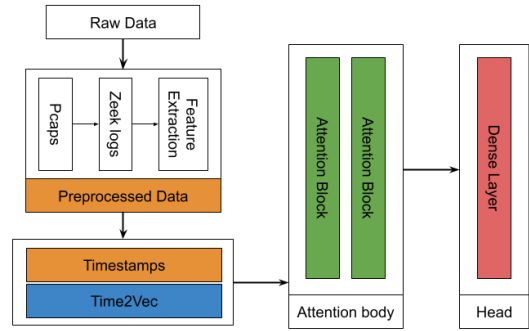 Raw Data
Pcaps
Zeek logs
Feature
Extraction
Preprocessed Data
Timestamps
Time2Vec
Attention Block
Attention Block
Attention body
Dense Layer
Head